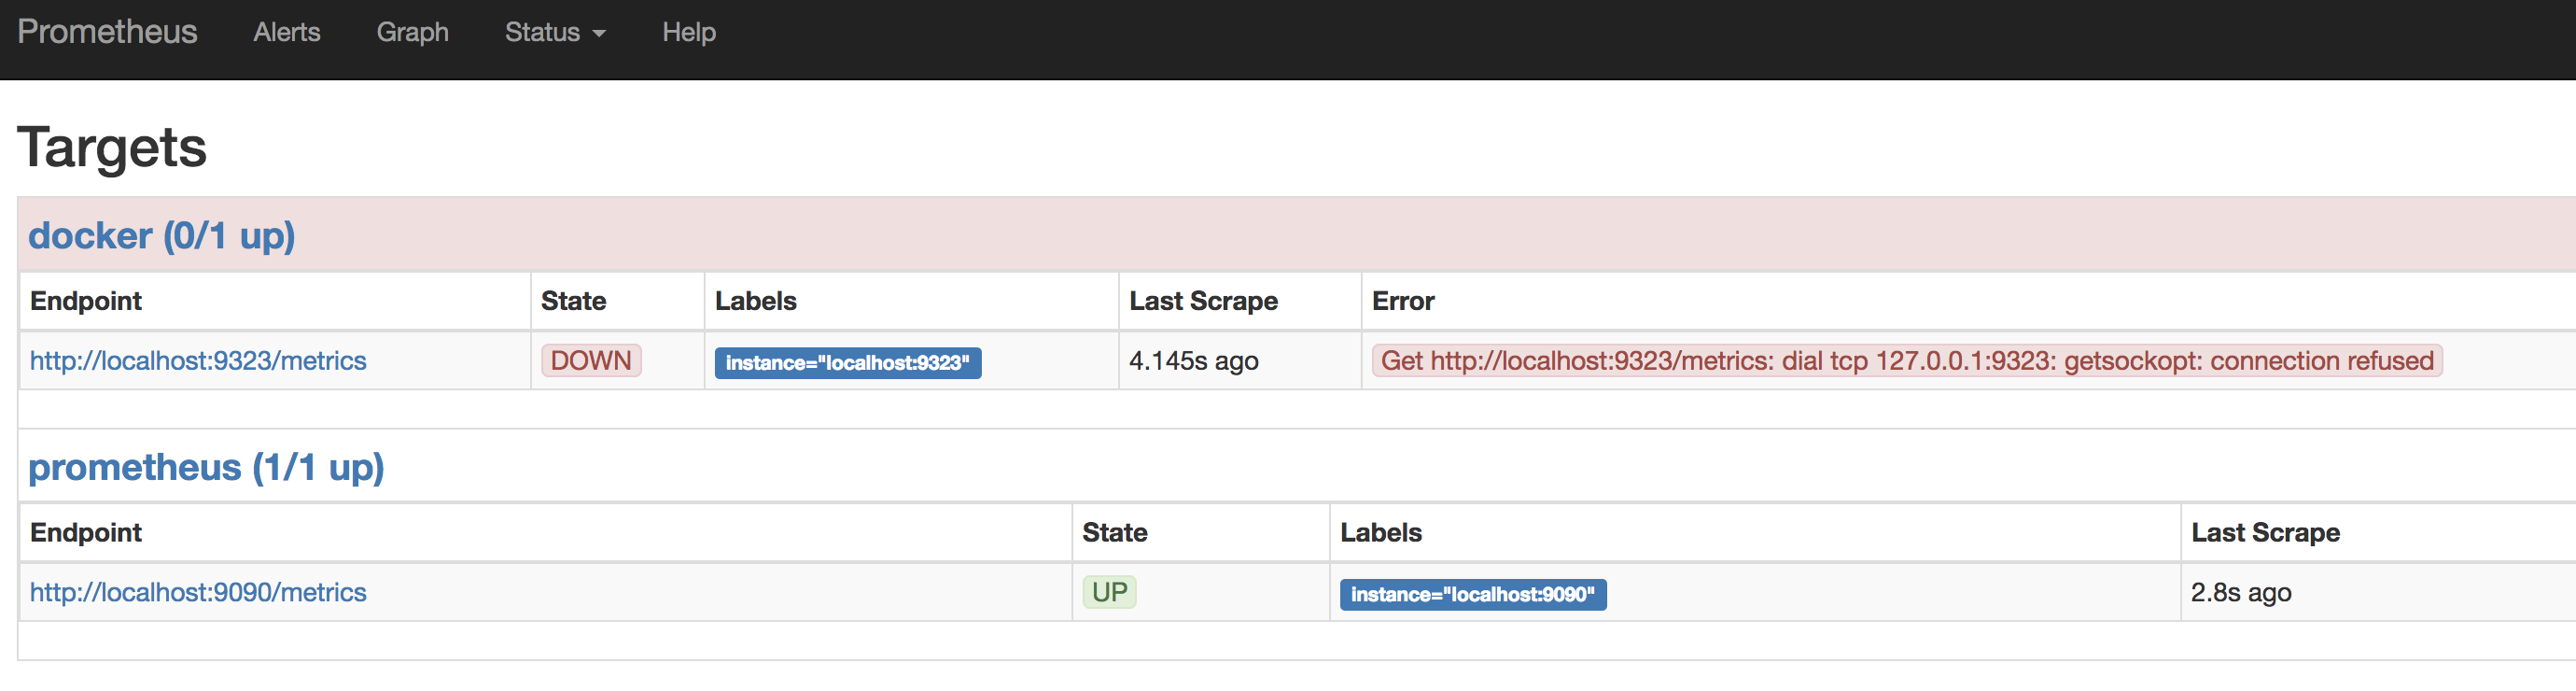 Prometheus Alerts Graph Status Help
Targets
docker (0/1 up)
Endpoint State Labels Last Scrape Error
http://localhost:9323/metrics DOWN instance="localhost:9323" 4.145s ago Get http://localhost:9323/metrics: dial tcp 127.0.0.1:9323: getsockopt: connection refused
prometheus (1/1 up)
Endpoint State Labels Last Scrape
http://localhost:9090/metrics UP instance="localhost:9090" 2.8s ago